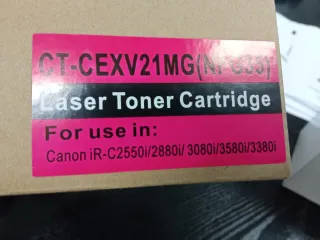 CT-CEXV21MG
Laser Toner Cartridge
For use in:
Canon iR-C2550i/2880i/ 3080i/3580i/3380i